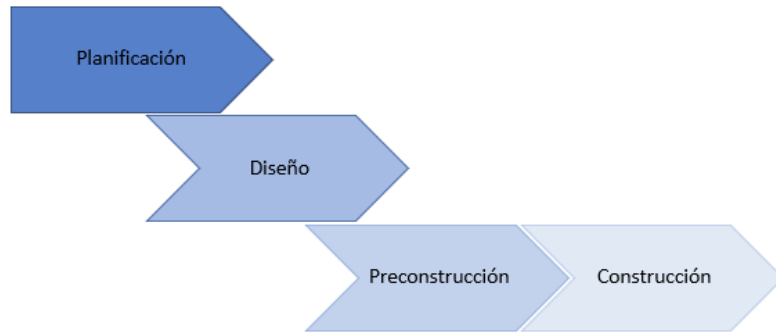 Planificación
Diseño
Preconstrucción
Construcción